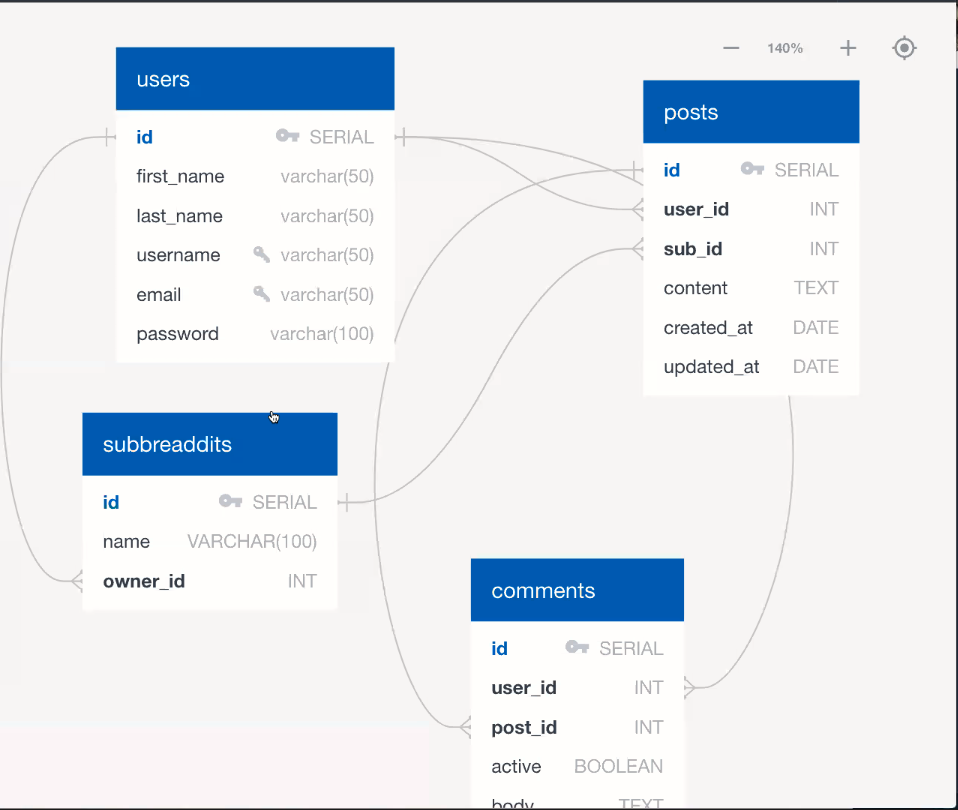 140%
users
id SERIAL
first_name varchar(50)
last_name varchar(50)
username varchar(50)
email varchar(50)
password varchar(100)
posts
id SERIAL
user_id INT
sub_id INT
content TEXT
created_at DATE
updated_at DATE
subbreaddits
id SERIAL
name VARCHAR(100)
owner_id INT
comments
id SERIAL
user_id INT
post_id INT
active BOOLEAN
body TEXT